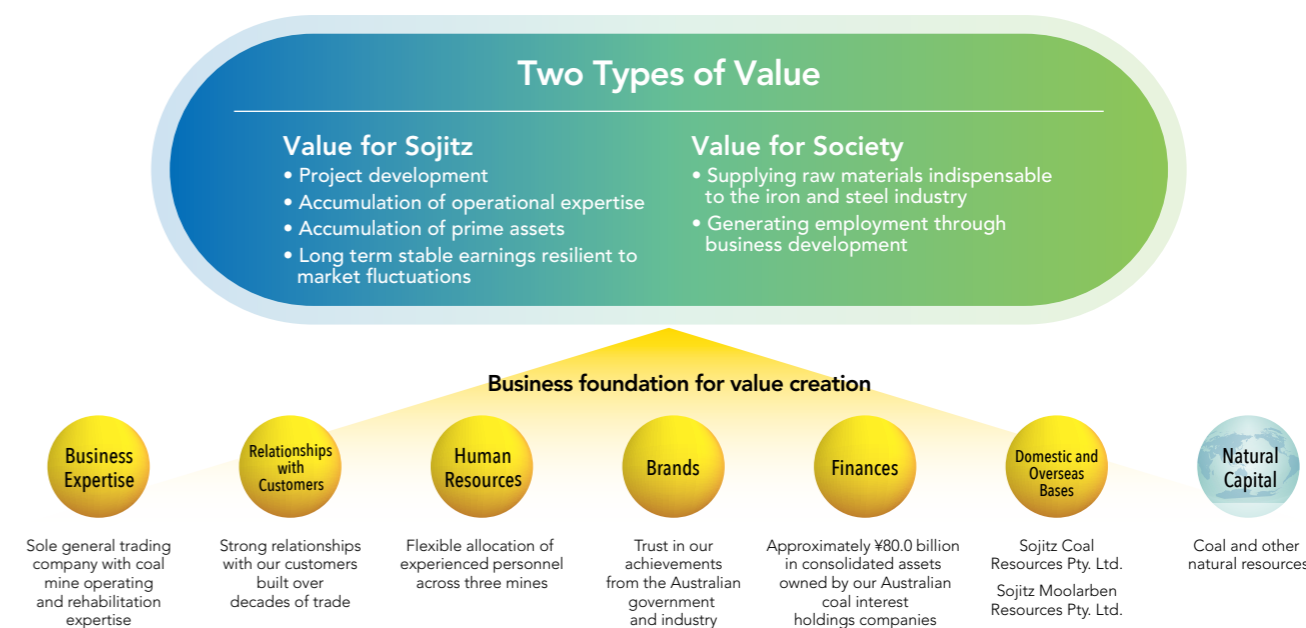 Two Types of Value
Value for Sojitz
• Project development
• Accumulation of operational expertise
• Accumulation of prime assets
• Long term stable earnings resilient to
market fluctuations
Value for Society
• Supplying raw materials indispensable
to the iron and steel industry
• Generating employment through
business development
Business foundation for value creation
Business
Expertise
Sole general trading
company with coal
mine operating
and rehabilitation
expertise
Relationships
with
Customers
Strong relationships
with our customers
built over
decades of trade
Human
Resources
Flexible allocation of
experienced personnel
across three mines
Brands
Trust in our
achievements
from the Australian
government
and industry
Finances
Approximately ¥80.0 billion
in consolidated assets
owned by our Australian
coal interest
holdings companies
Domestic and
Overseas
Bases
Sojitz Coal
Resources Pty. Ltd.
Sojitz Moolarben
Resources Pty. Ltd.
Natural
Capital
Coal and other
natural resources